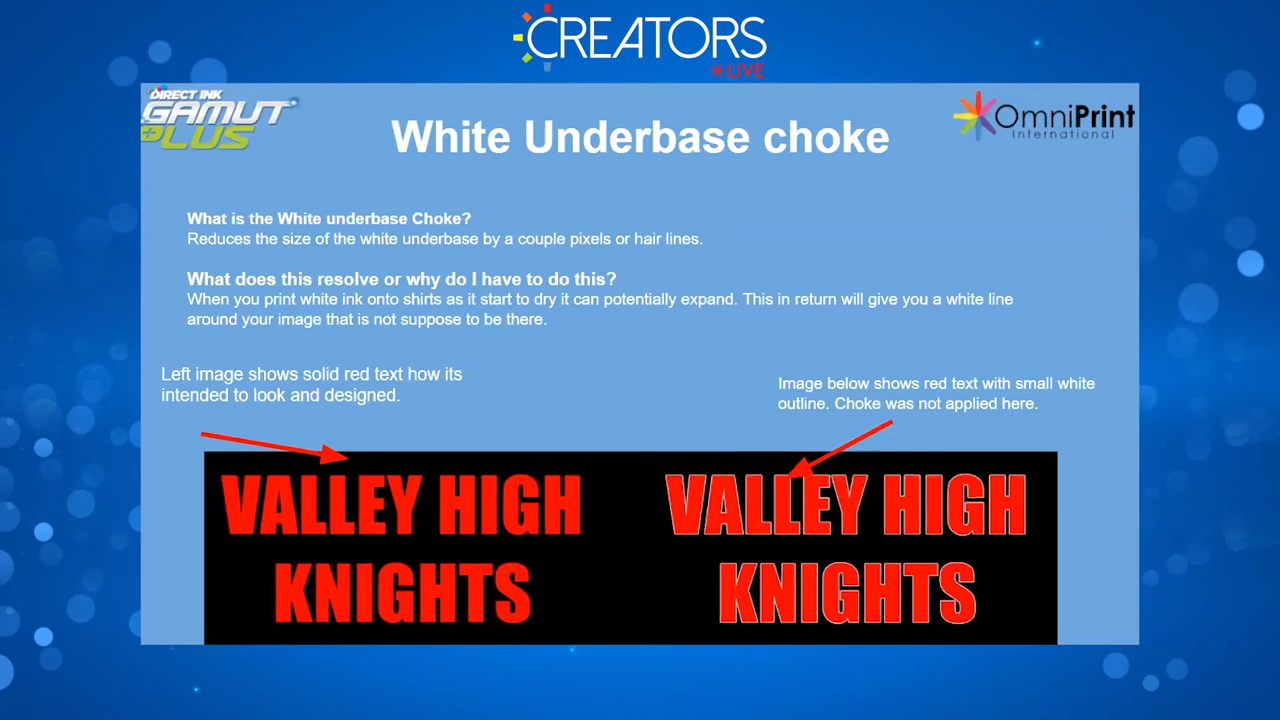 CREATORS
LIVE
DIRECT INK
GAMUT
PLUS
OmniPrint
International
White Underbase choke
What is the White underbase Choke?
Reduces the size of the white underbase by a couple pixels or hair lines.
What does this resolve or why do I have to do this?
When you print white ink onto shirts as it start to dry it can potentially expand. This in return will give you a white line
around your image that is not suppose to be there.
Left image shows solid red text how its
intended to look and designed.
Image below shows red text with small white
outline. Choke was not applied here.
VALLEY HIGH
KNIGHTS
VALLEY HIGH
KNIGHTS